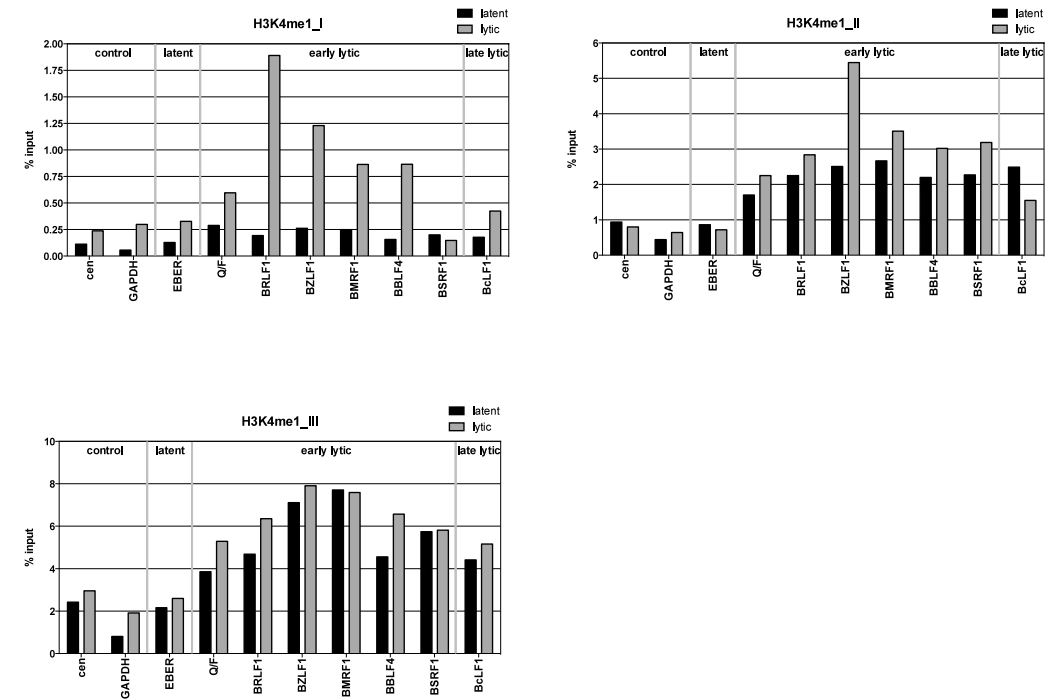 H3K4me1_I
latent
lytic
control
latent
early lytic
late lytic
% input
2.00
1.75
1.50
1.25
1.00
0.75
0.50
0.25
0.00
cen
GAPDH
EBER
Q/F
BRLF1
BZLF1
BMRF1
BBLF4
BSRF1
BcLF1
H3K4me1_II
latent
lytic
control
latent
early lytic
late lytic
% input
6
5
4
3
2
1
0
cen
GAPDH
EBER
Q/F
BRLF1
BZLF1
BMRF1
BBLF4
BSRF1
BcLF1
H3K4me1_III
latent
lytic
control
latent
early lytic
late lytic
% input
10
8
6
4
2
0
cen
GAPDH
EBER
Q/F
BRLF1
BZLF1
BMRF1
BBLF4
BSRF1
BcLF1